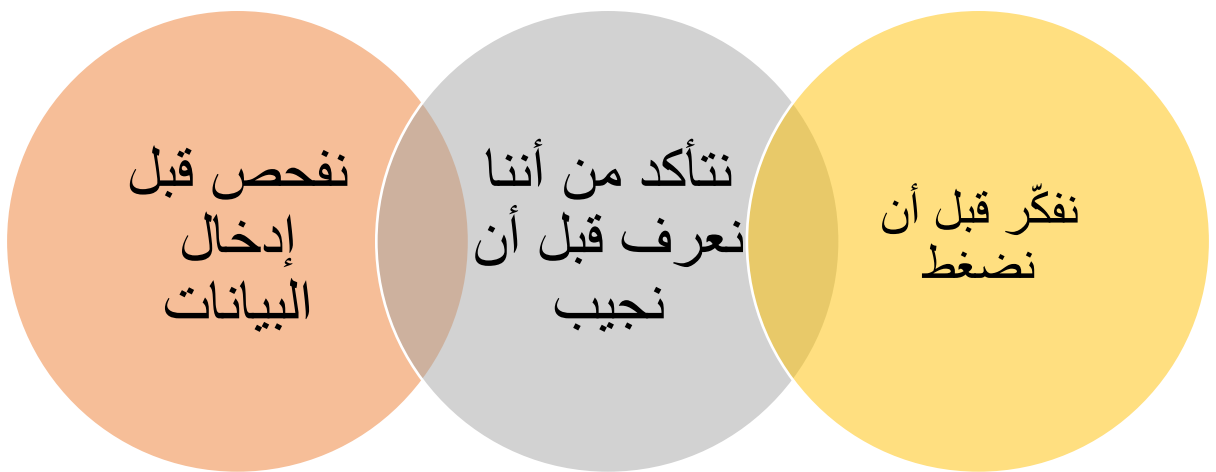 نفكّر قبل أن
نضغط
نتأكد من أننا
نعرف قبل أن
نجيب
نفحص قبل
إدخال
البيانات